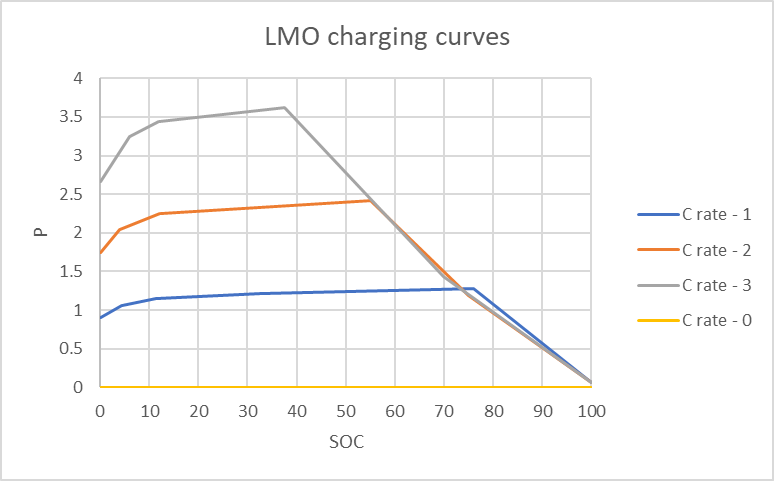 LMO charging curves
4
3.5
3
2.5
2
1.5
1
0.5
0
P
0 10 20 30 40 50 60 70 80 90 100
SOC
C rate - 1
C rate - 2
C rate - 3
C rate - 0